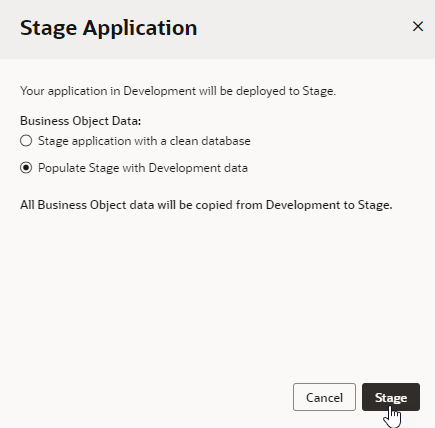 Stage Application
Your application in Development will be deployed to Stage.
Business Object Data:
Stage application with a clean database
Populate Stage with Development data
All Business Object data will be copied from Development to Stage.
Cancel
Stage